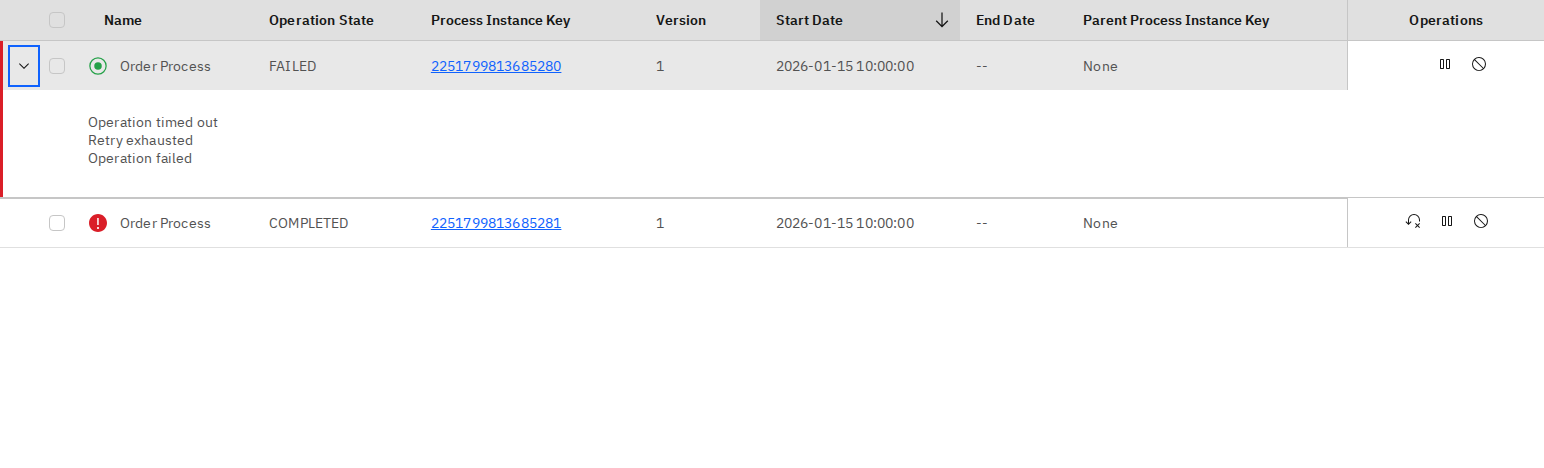 Name Operation State Process Instance Key Version Start Date End Date Parent Process Instance Key Operations
Order Process FAILED 2251799813685280 1 2026-01-15 10:00:00 -- None
Operation timed out
Retry exhausted
Operation failed
Order Process COMPLETED 2251799813685281 1 2026-01-15 10:00:00 -- None